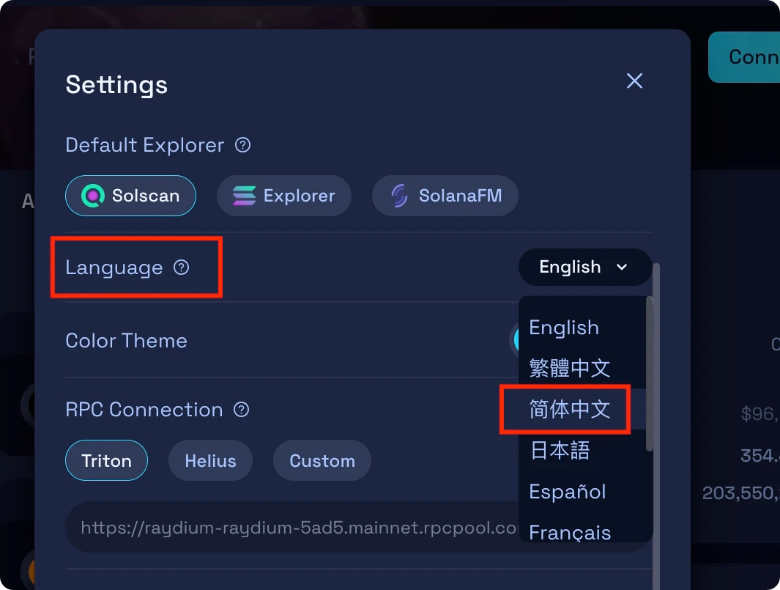 Conn
Settings
Default Explorer
Solscan
Explorer
SolanaFM
A
Language
English
English
繁體中文
简体中文
日本語
Español
Français
Color Theme
RPC Connection
Triton
Helius
Custom
https://raydium-raydium-5ad5.mainnet.rpcpool.co
$96,
354.
203,550,